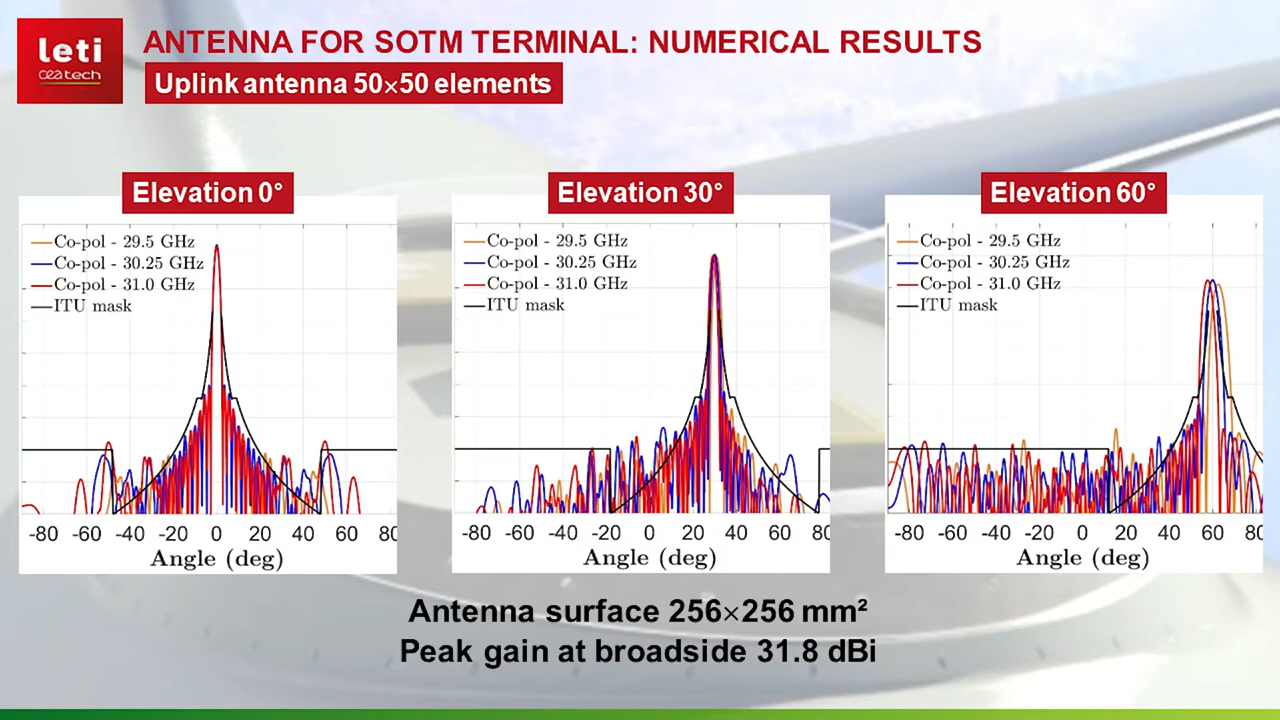 leti
cea tech
ANTENNA FOR SOTM TERMINAL: NUMERICAL RESULTS
Uplink antenna 50×50 elements
Elevation 0°
Co-pol - 29.5 GHz
Co-pol - 30.25 GHz
Co-pol - 31.0 GHz
ITU mask
-80 -60 -40 -20 0 20 40 60 80
Angle (deg)
Elevation 30°
Co-pol - 29.5 GHz
Co-pol - 30.25 GHz
Co-pol - 31.0 GHz
ITU mask
-80 -60 -40 -20 0 20 40 60 80
Angle (deg)
Elevation 60°
Co-pol - 29.5 GHz
Co-pol - 30.25 GHz
Co-pol - 31.0 GHz
ITU mask
-80 -60 -40 -20 0 20 40 60 80
Angle (deg)
Antenna surface 256×256 mm²
Peak gain at broadside 31.8 dBi